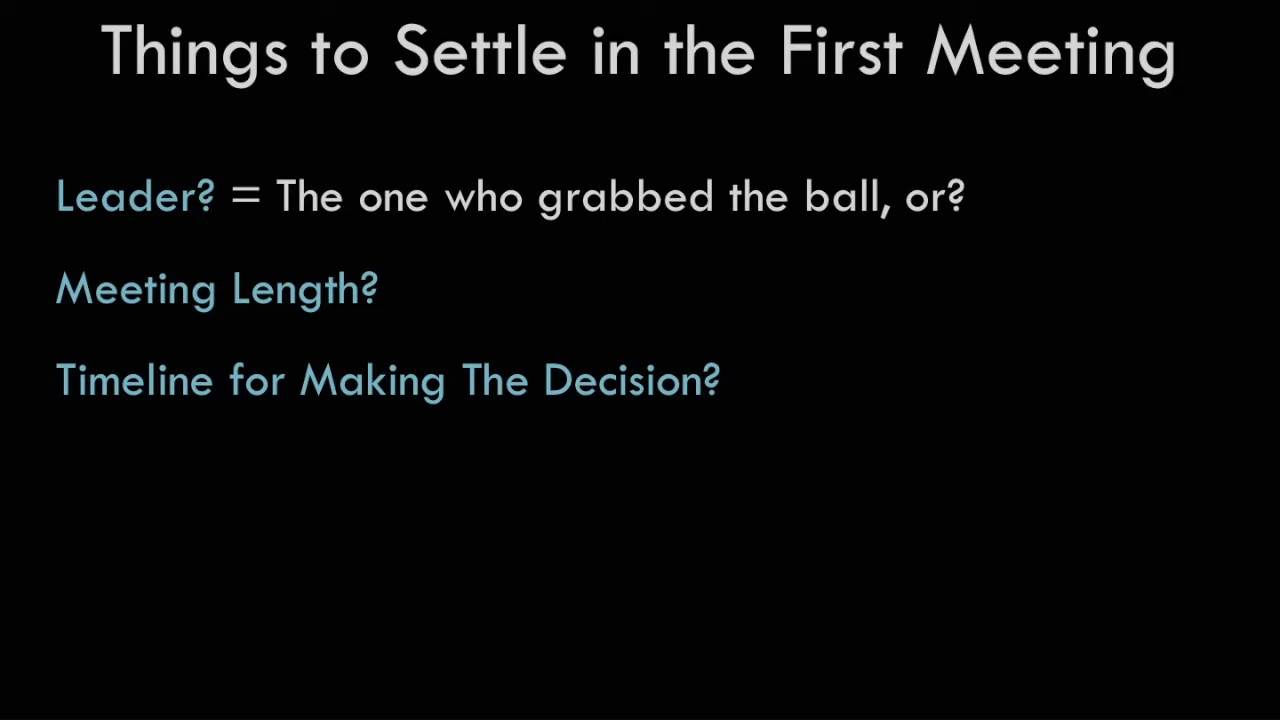 Things to Settle in the First Meeting
Leader? = The one who grabbed the ball, or?
Meeting Length?
Timeline for Making The Decision?